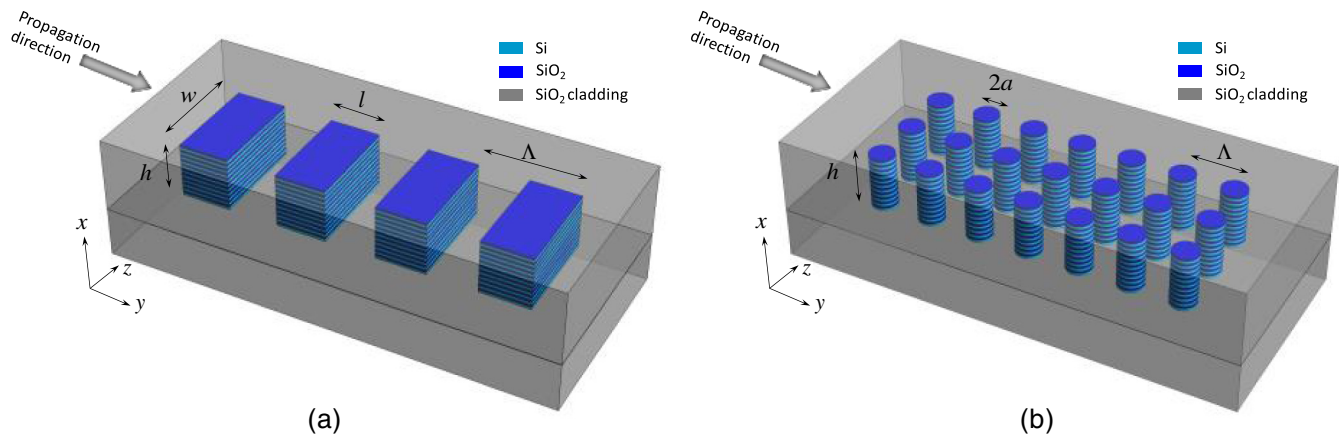 Propagation
direction
Si
SiO₂
SiO₂ cladding
w
l
Λ
h
x
z
y
(a)
Propagation
direction
Si
SiO₂
SiO₂ cladding
2a
Λ
h
x
z
y
(b)